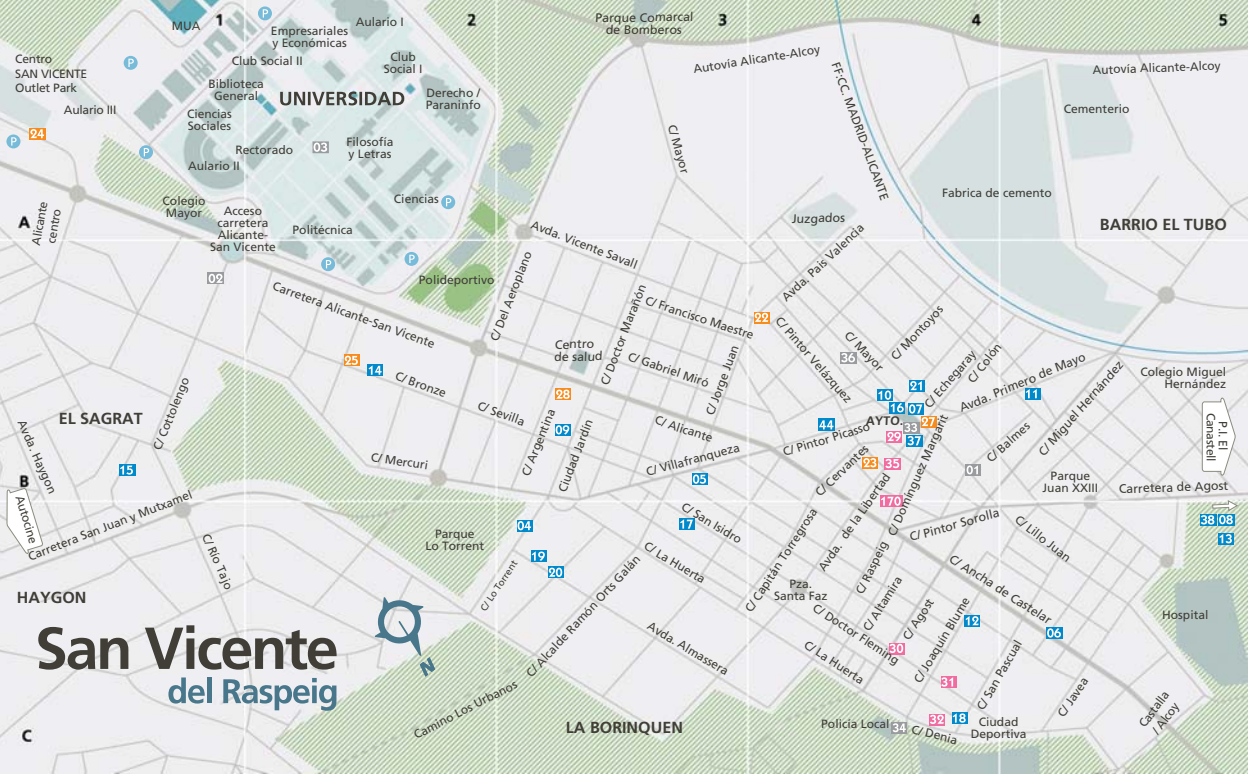 1
2
3
4
5
A
B
C
MUA
P
Empresariales
y Económicas
Aulario I
Parque Comarcal
de Bomberos
Autovía Alicante-Alcoy
FF.CC. MADRID-ALICANTE
Autovía Alicante-Alcoy
Centro
SAN VICENTE
Outlet Park
P
Club Social II
Club
Social I
Biblioteca
General
UNIVERSIDAD
Derecho /
Paraninfo
Aulario III
Ciencias
Sociales
Cementerio
24
P
P
Rectorado
03
Filosofía
y Letras
Aulario II
C/ Mayor
Fabrica de cemento
Colegio
Mayor
Ciencias
P
Acceso
carretera
Alicante-
San Vicente
Politécnica
Alicante
centro
Juzgados
BARRIO EL TUBO
Avda. Vicente Savall
Avda. País Valencia
P
P
02
Polideportivo
C/ Del Aeroplano
Carretera Alicante-San Vicente
C/ Doctor Marañón
C/ Francisco Maestre
22
C/ Pintor Velázquez
C/ Mayor
C/ Montoyos
36
Centro
de salud
C/ Gabriel Miró
C/ Jorge Juan
C/ Echegaray
C/ Colón
Avda. Primero de Mayo
Colegio Miguel
Hernández
25
14
C/ Bronze
28
C/ Sevilla
09
C/ Argentina
Ciudad Jardín
C/ Alicante
C/ Villafranqueza
05
44
C/ Pintor Picasso
AYTO.
10
21
16
07
27
33
29
37
11
C/ Miguel Hernández
C/ Balmes
01
P.I. El
Canastell
EL SAGRAT
C/ Cottolengo
Avda. Haygon
15
C/ Mercuri
C/ Cervantes
23
35
170
C/ Dominguez Margarit
Avda. de la Libertad
Parque
Juan XXIII
Carretera de Agost
38
08
13
Autocine
Carretera San Juan y Mutxamel
C/ Río Tajo
04
Parque
Lo Torrent
19
20
C/ Lo Torrent
17
C/ San Isidro
C/ La Huerta
C/ Capitán Torregrosa
C/ Pintor Sorolla
C/ Lilio Juan
C/ Raspeig
C/ Ancha de Castelar
Pza.
Santa Faz
C/ Altamira
C/ Agost
C/ Doctor Fleming
30
C/ Joaquín Blume
12
06
Hospital
HAYGON
San Vicente
del Raspeig
N
C/ Alcalde Ramón Orts Galán
Avda. Almassera
C/ La Huerta
31
C/ San Pascual
C/ Javea
Castalla
/ Alcoy
Camino Los Urbanos
LA BORINQUEN
Policía Local
34
32
18
C/ Denia
Ciudad
Deportiva